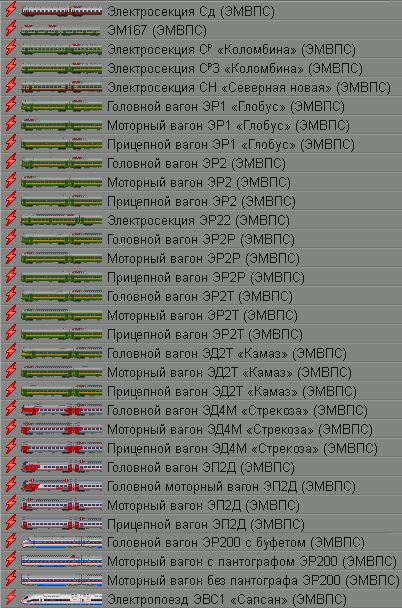 Электросекция Сд (ЭМВПС)
ЭМ167 (ЭМВПС)
Электросекция Сᴾ «Коломбина» (ЭМВПС)
Электросекция СᴾЗ «Коломбина» (ЭМВПС)
Электросекция СН «Северная новая» (ЭМВПС)
Головной вагон ЭР1 «Глобус» (ЭМВПС)
Моторный вагон ЭР1 «Глобус» (ЭМВПС)
Прицепной вагон ЭР1 «Глобус» (ЭМВПС)
Головной вагон ЭР2 (ЭМВПС)
Моторный вагон ЭР2 (ЭМВПС)
Прицепной вагон ЭР2 (ЭМВПС)
Электросекция ЭР22 (ЭМВПС)
Головной вагон ЭР2Р (ЭМВПС)
Моторный вагон ЭР2Р (ЭМВПС)
Прицепной вагон ЭР2Р (ЭМВПС)
Головной вагон ЭР2Т (ЭМВПС)
Моторный вагон ЭР2Т (ЭМВПС)
Прицепной вагон ЭР2Т (ЭМВПС)
Головной вагон ЭД2Т «Камаз» (ЭМВПС)
Моторный вагон ЭД2Т «Камаз» (ЭМВПС)
Прицепной вагон ЭД2Т «Камаз» (ЭМВПС)
Головной вагон ЭД4М «Стрекоза» (ЭМВПС)
Моторный вагон ЭД4М «Стрекоза» (ЭМВПС)
Прицепной вагон ЭД4М «Стрекоза» (ЭМВПС)
Головной вагон ЭП2Д (ЭМВПС)
Головной моторный вагон ЭП2Д (ЭМВПС)
Моторный вагон ЭП2Д (ЭМВПС)
Прицепной вагон ЭП2Д (ЭМВПС)
Головной вагон ЭР200 с буфетом (ЭМВПС)
Моторный вагон с пантографом ЭР200 (ЭМВПС)
Моторный вагон без пантографа ЭР200 (ЭМВПС)
Электропоезд ЭВС1 «Сапсан» (ЭМВПС)